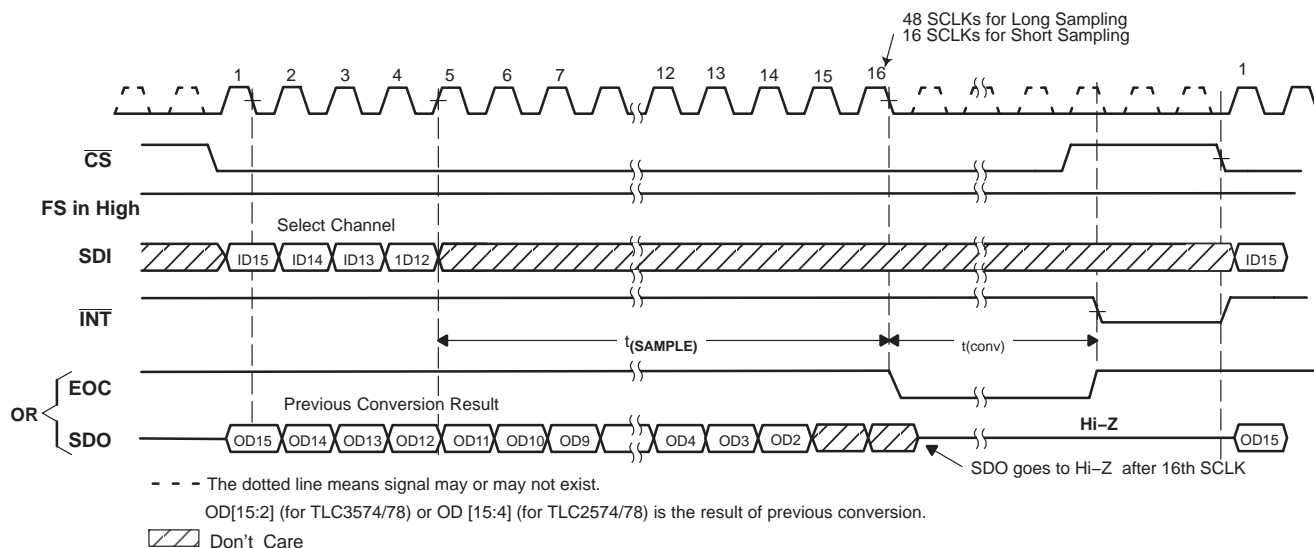 48 SCLKs for Long Sampling
16 SCLKs for Short Sampling
1 2 3 4 5 6 7 12 13 14 15 16 1
CS
FS in High
Select Channel
SDI ID15 ID14 ID13 1D12 ID15
INT
t(SAMPLE) t(conv)
EOC
OR
Previous Conversion Result
SDO OD15 OD14 OD13 OD12 OD11 OD10 OD9 OD4 OD3 OD2 Hi–Z OD15
SDO goes to Hi–Z after 16th SCLK
- - - The dotted line means signal may or may not exist.
OD[15:2] (for TLC3574/78) or OD [15:4] (for TLC2574/78) is the result of previous conversion.
Don't Care